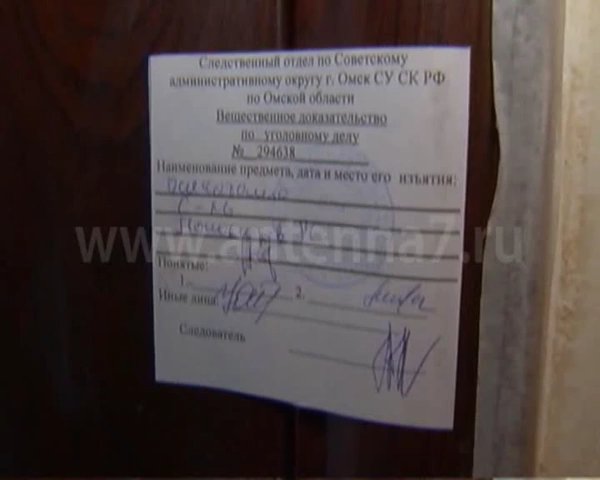 Следственный отдел по Советскому
административному округу г. Омск СУ СК РФ
по Омской области
Вещественное доказательство
по уголовному делу
№ 294638
Наименование предмета, дата и место его изъятия:
www.antenna7.ru
Понятые:
1. 2.
Иные лица
Следователь